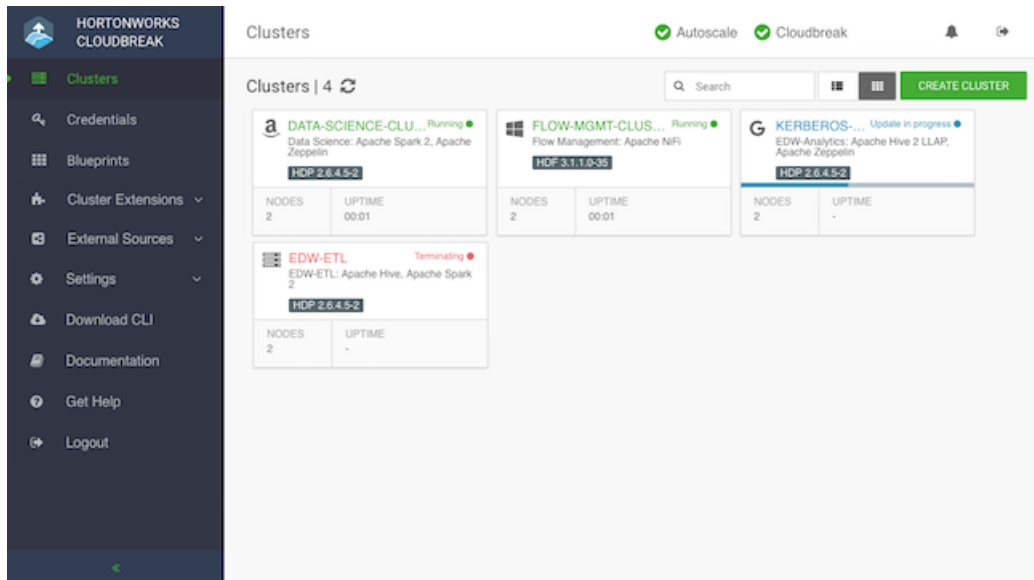 HORTONWORKS
CLOUDBREAK
Clusters
Credentials
Blueprints
Cluster Extensions
External Sources
Settings
Download CLI
Documentation
Get Help
Logout
Clusters
Autoscale
Cloudbreak
Clusters | 4
Search
CREATE CLUSTER
DATA-SCIENCE-CLU... Running
Data Science: Apache Spark 2, Apache
Zeppelin
HDP 2.6.4.5-2
NODES UPTIME
2 00:01
FLOW-MGMT-CLUS... Running
Flow Management: Apache NiFi
HDF 3.1.1.0-35
NODES UPTIME
2 00:01
KERBEROS-... Update in progress
EDW-Analytics: Apache Hive 2 LLAP,
Apache Zeppelin
HDP 2.6.4.5-2
NODES UPTIME
2 -
EDW-ETL Terminating
EDW-ETL: Apache Hive, Apache Spark
2
HDP 2.6.4.5-2
NODES UPTIME
2 -